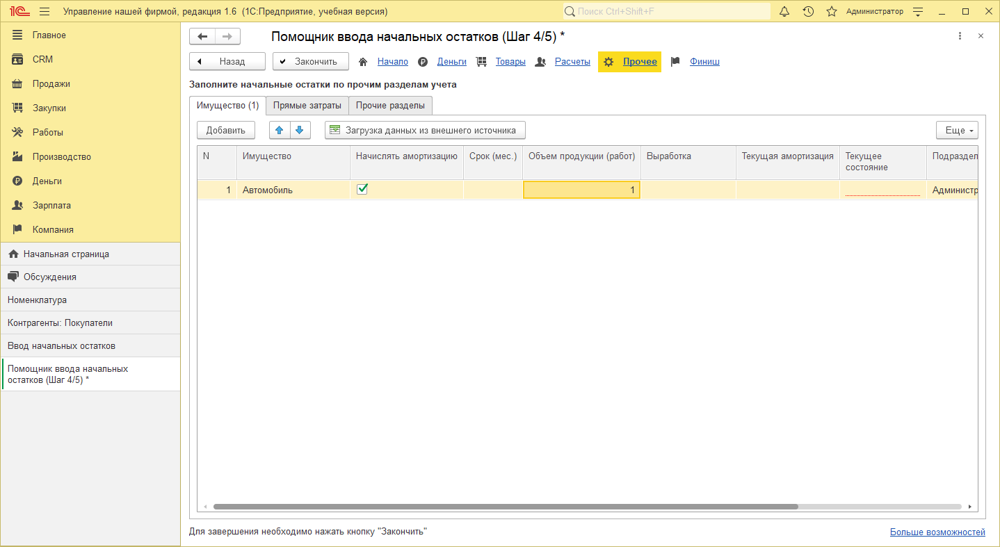 1С Управление нашей фирмой, редакция 1.6 (1С:Предприятие, учебная версия) Поиск Ctrl+Shift+F Администратор
Главное
CRM
Продажи
Закупки
Работы
Производство
Деньги
Зарплата
Компания
Начальная страница
Обсуждения
Номенклатура
Контрагенты: Покупатели
Ввод начальных остатков
Помощник ввода начальных
остатков (Шаг 4/5) *
Помощник ввода начальных остатков (Шаг 4/5) *
Назад Закончить Начало Деньги Товары Расчеты Прочее Финиш
Заполните начальные остатки по прочим разделам учета
Имущество (1) Прямые затраты Прочие разделы
Добавить Загрузка данных из внешнего источника Еще
N Имущество Начислять амортизацию Срок (мес.) Объем продукции (работ) Выработка Текущая амортизация Текущее Подраздел
состояние
1 Автомобиль 1 Администр
Для завершения необходимо нажать кнопку "Закончить" Больше возможностей